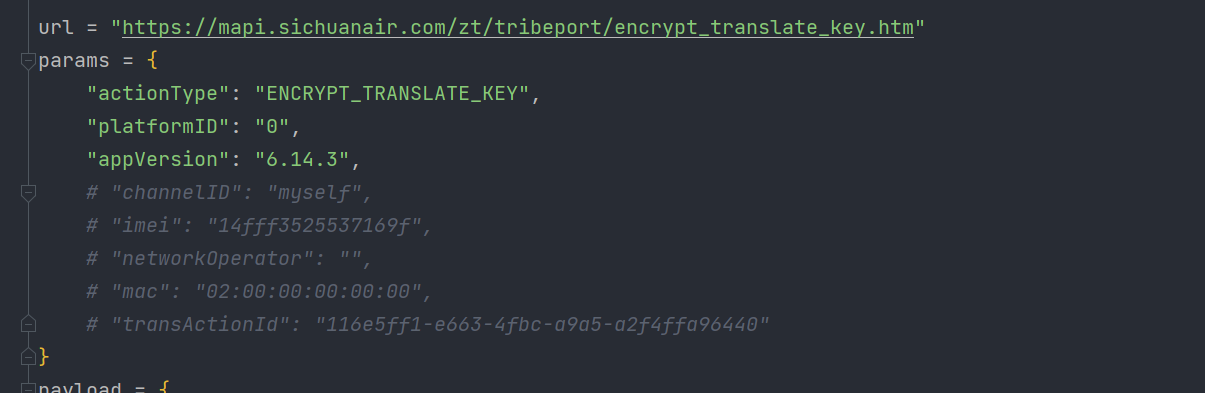 url = "https://mapi.sichuanair.com/zt/tribeport/encrypt_translate_key.htm"
params = {
    "actionType": "ENCRYPT_TRANSLATE_KEY",
    "platformID": "0",
    "appVersion": "6.14.3",
    # "channelID": "myself",
    # "imei": "14fff3525537169f",
    # "networkOperator": "",
    # "mac": "02:00:00:00:00:00",
    # "transActionId": "116e5ff1-e663-4fbc-a9a5-a2f4ffa96440"
}
payload = {